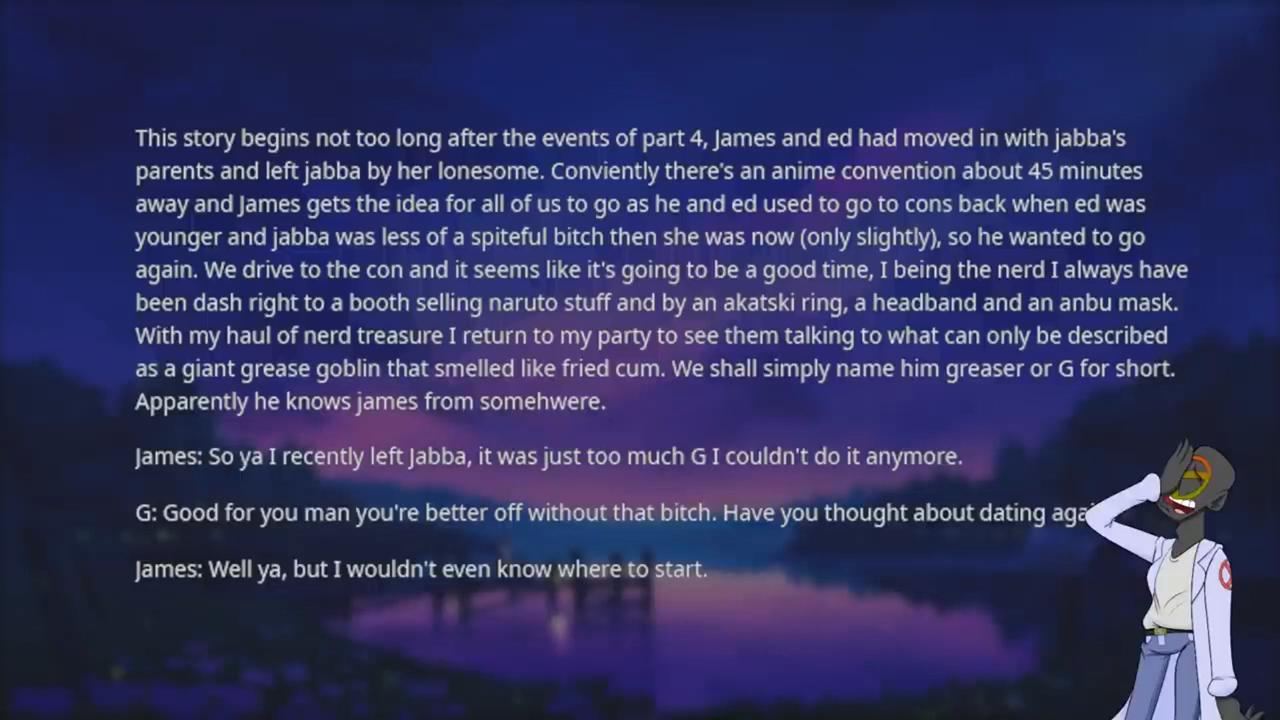 This story begins not too long after the events of part 4, James and ed had moved in with jabba's
parents and left jabba by her lonesome. Conviently there's an anime convention about 45 minutes
away and James gets the idea for all of us to go as he and ed used to go to cons back when ed was
younger and jabba was less of a spiteful bitch then she was now (only slightly), so he wanted to go
again. We drive to the con and it seems like it's going to be a good time, I being the nerd I always have
been dash right to a booth selling naruto stuff and by an akatski ring, a headband and an anbu mask.
With my haul of nerd treasure I return to my party to see them talking to what can only be described
as a giant grease goblin that smelled like fried cum. We shall simply name him greaser or G for short.
Apparently he knows james from somehwere.
James: So ya I recently left Jabba, it was just too much G I couldn't do it anymore.
G: Good for you man you're better off without that bitch. Have you thought about dating
James: Well ya, but I wouldn't even know where to start.